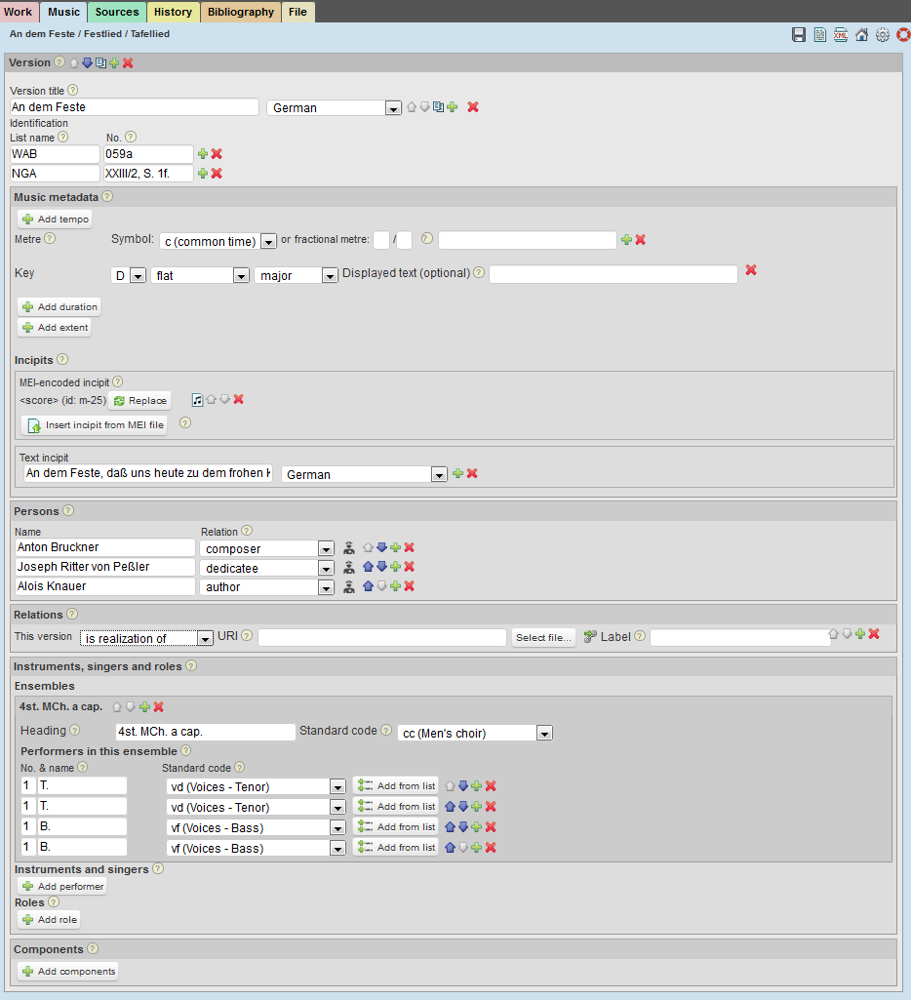 Work Music Sources History Bibliography File
An dem Feste / Festlied / Tafellied
XML
Version ?
Version title ?
An dem Feste German
Identification
List name ? No. ?
WAB 059a
NGA XXIII/2, S. 1f.
Music metadata ?
Add tempo
Metre ? Symbol: c (common time) or fractional metre: / ?
Key D flat major Displayed text (optional) ?
Add duration
Add extent
Incipits ?
MEI-encoded incipit ?
<score> (id: m-25) Replace
Insert incipit from MEI file ?
Text incipit
An dem Feste, daß uns heute zu dem frohen German
Persons ?
Name Relation ?
Anton Bruckner composer
Joseph Ritter von Peßler dedicatee
Alois Knauer author
Relations ?
This version is realization of URI ? Select file... Label ?
Instruments, singers and roles ?
Ensembles
4st. MCh. a cap.
Heading ? 4st. MCh. a cap. Standard code ? cc (Men's choir)
Performers in this ensemble ?
No. & name ? Standard code ?
1 T. vd (Voices - Tenor) Add from list
1 T. vd (Voices - Tenor) Add from list
1 B. vf (Voices - Bass) Add from list
1 B. vf (Voices - Bass) Add from list
Instruments and singers ?
Add performer
Roles ?
Add role
Components ?
Add components